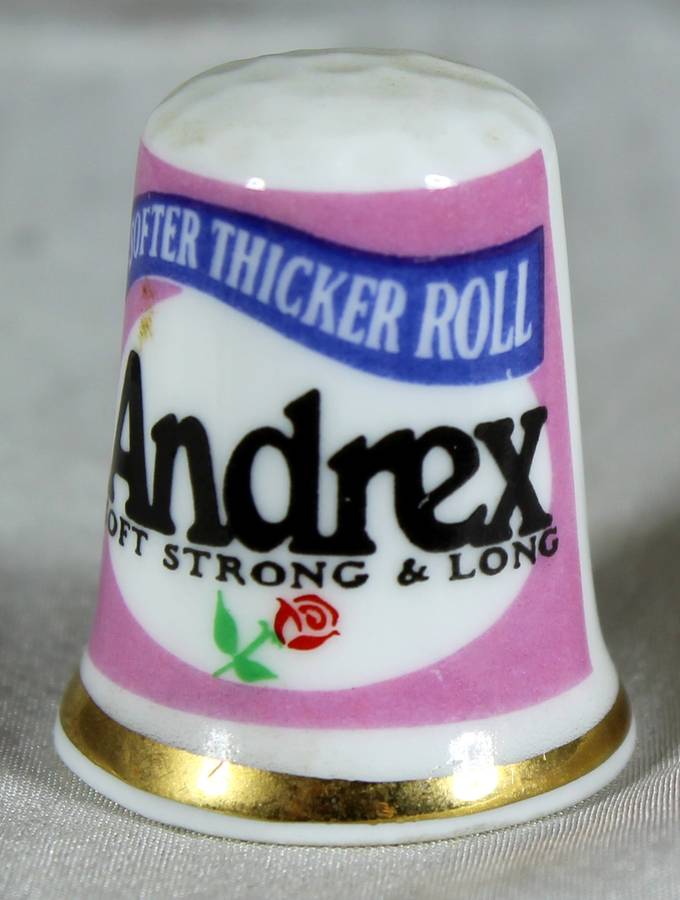 OFTER THICKER ROLL
Andrex
OFT STRONG & LONG